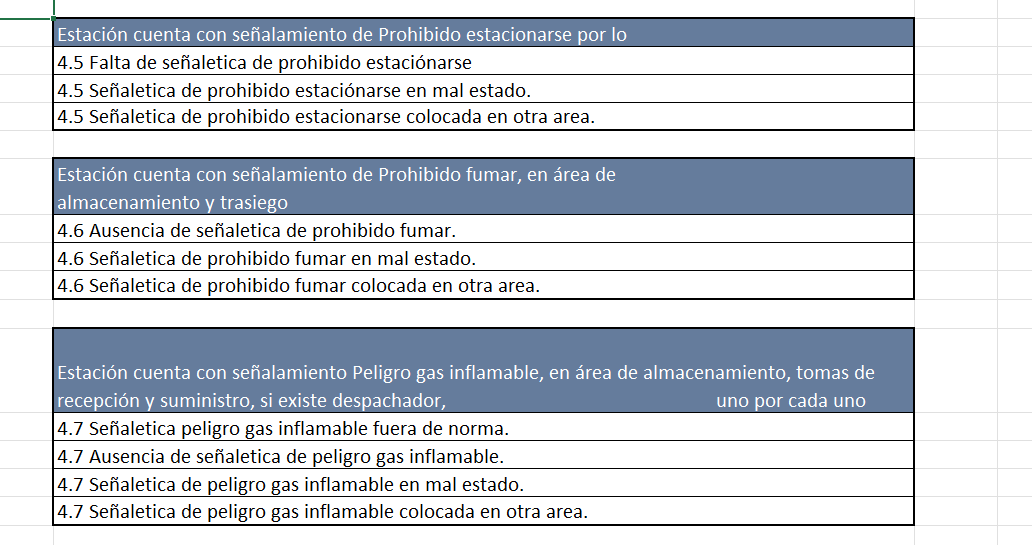 Estación cuenta con señalamiento de Prohibido estacionarse por lo
4.5 Falta de señaletica de prohibido estaciónarse
4.5 Señaletica de prohibido estaciónarse en mal estado.
4.5 Señaletica de prohibido estacionarse colocada en otra area.
Estación cuenta con señalamiento de Prohibido fumar, en área de
almacenamiento y trasiego
4.6 Ausencia de señaletica de prohibido fumar.
4.6 Señaletica de prohibido fumar en mal estado.
4.6 Señaletica de prohibido fumar colocada en otra area.
Estación cuenta con señalamiento Peligro gas inflamable, en área de almacenamiento, tomas de
recepción y suministro, si existe despachador, uno por cada uno
4.7 Señaletica peligro gas inflamable fuera de norma.
4.7 Ausencia de señaletica de peligro gas inflamable.
4.7 Señaletica de peligro gas inflamable en mal estado.
4.7 Señaletica de peligro gas inflamable colocada en otra area.